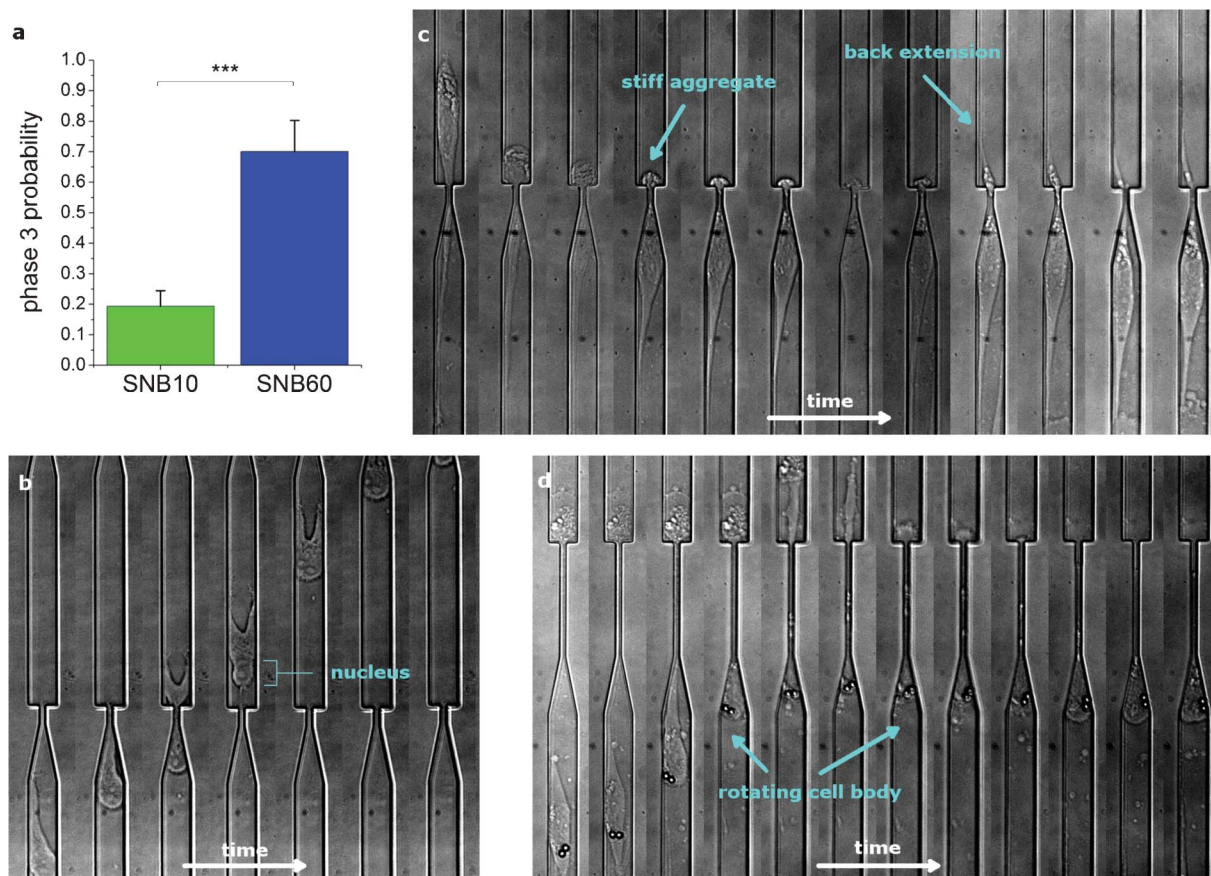 a
***
phase 3 probability
1.0
0.9
0.8
0.7
0.6
0.5
0.4
0.3
0.2
0.1
0.0
SNB10
SNB60
c
stiff aggregate
back extension
time
b
nucleus
time
d
rotating cell body
time